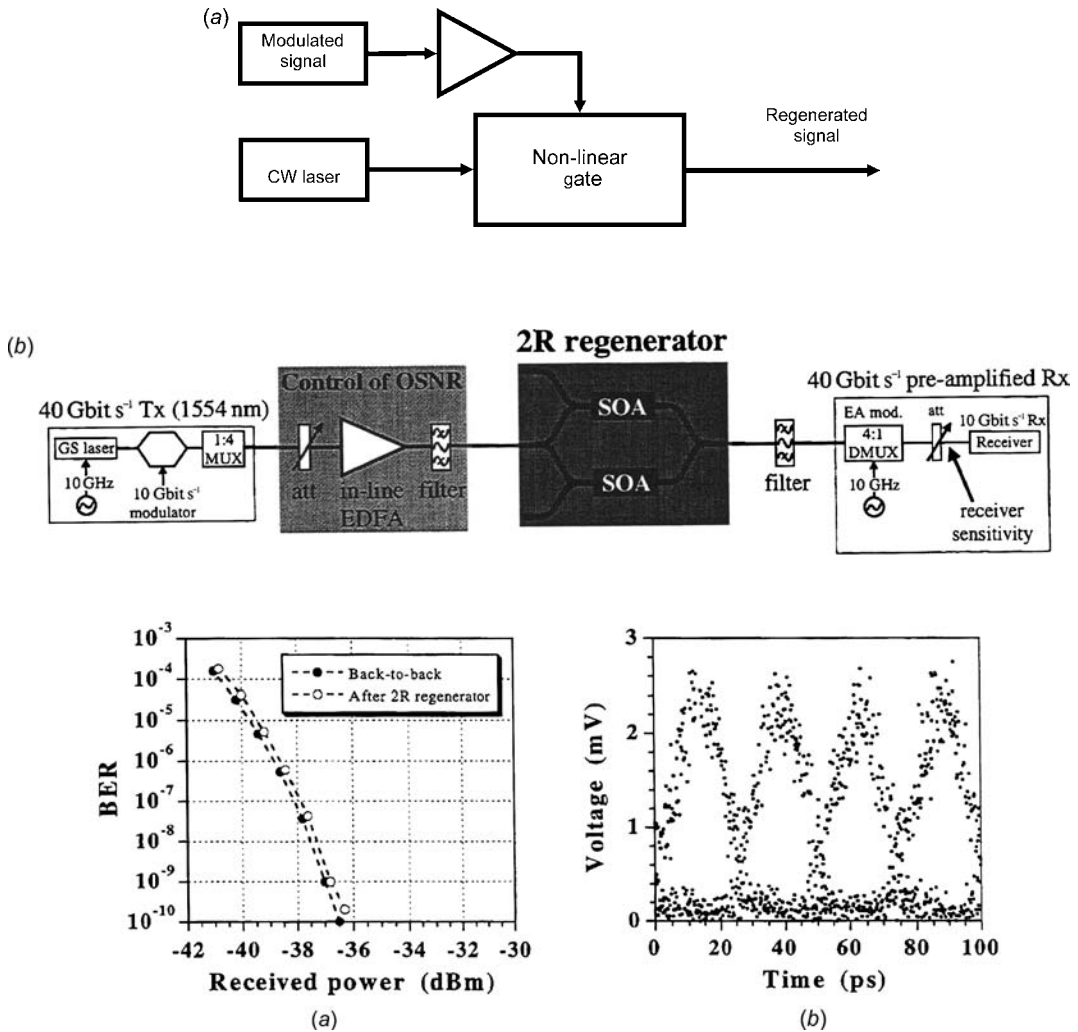 (a)
Modulated
signal
CW laser
Non-linear
gate
Regenerated
signal
(b)
2R regenerator
Control of OSNR
40 Gbit s⁻¹ Tx (1554 nm)
GS laser
1:4
MUX
10 GHz
10 Gbit s⁻¹
modulator
att
in-line
EDFA
filter
SOA
SOA
filter
40 Gbit s⁻¹ pre-amplified Rx
EA mod.
4:1
DMUX
att
10 Gbit s⁻¹ Rx
Receiver
10 GHz
receiver
sensitivity
BER
10⁻³
10⁻⁴
10⁻⁵
10⁻⁶
10⁻⁷
10⁻⁸
10⁻⁹
10⁻¹⁰
Back-to-back
After 2R regenerator
-42 -40 -38 -36 -34 -32 -30
Received power (dBm)
(a)
Voltage (mV)
3
2
1
0
0 20 40 60 80 100
Time (ps)
(b)